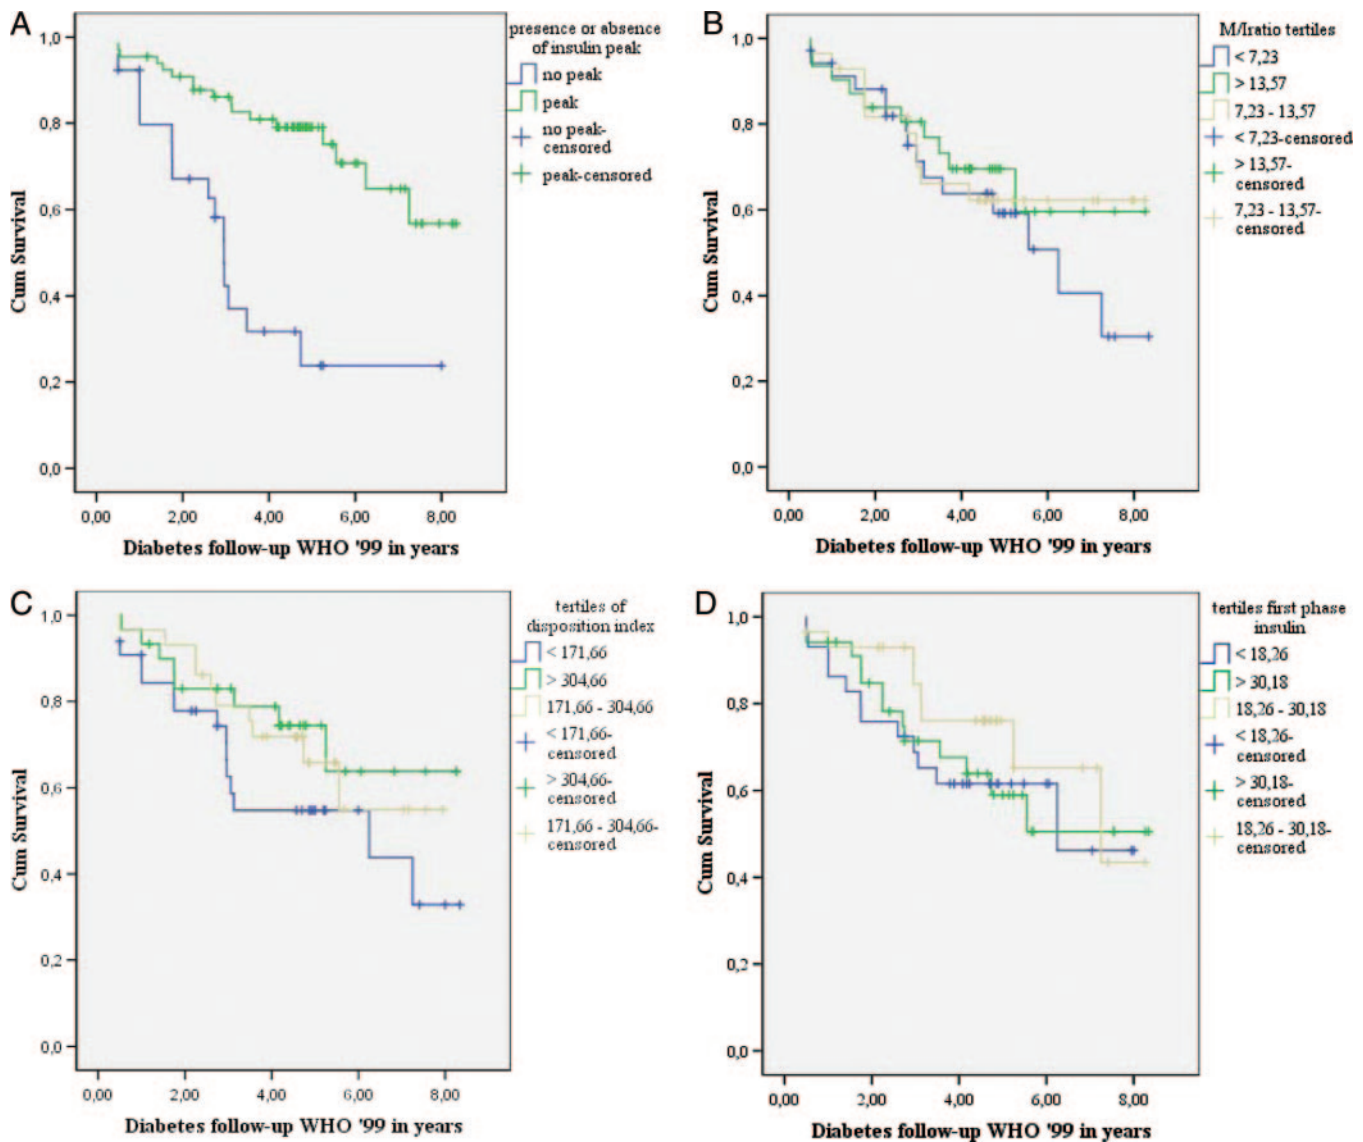 A
presence or absence
of insulin peak
no peak
peak
no peak-
censored
peak-censored
1,0
0,8
0,6
0,4
0,2
0,0
Cum Survival
0,00 2,00 4,00 6,00 8,00
Diabetes follow-up WHO '99 in years
B
M/Iratio tertiles
< 7,23
> 13,57
7,23 - 13,57
< 7,23-censored
> 13,57-
censored
7,23 - 13,57-
censored
1,0
0,8
0,6
0,4
0,2
0,0
Cum Survival
0,00 2,00 4,00 6,00 8,00
Diabetes follow-up WHO '99 in years
C
tertiles of
disposition index
< 171,66
> 304,66
171,66 - 304,66
< 171,66-
censored
> 304,66-
censored
171,66 - 304,66-
censored
1,0
0,8
0,6
0,4
0,2
0,0
Cum Survival
0,00 2,00 4,00 6,00 8,00
Diabetes follow-up WHO '99 in years
D
tertiles first phase
insulin
< 18,26
> 30,18
18,26 - 30,18
< 18,26-
censored
> 30,18-
censored
18,26 - 30,18-
censored
1,0
0,8
0,6
0,4
0,2
0,0
Cum Survival
0,00 2,00 4,00 6,00 8,00
Diabetes follow-up WHO '99 in years